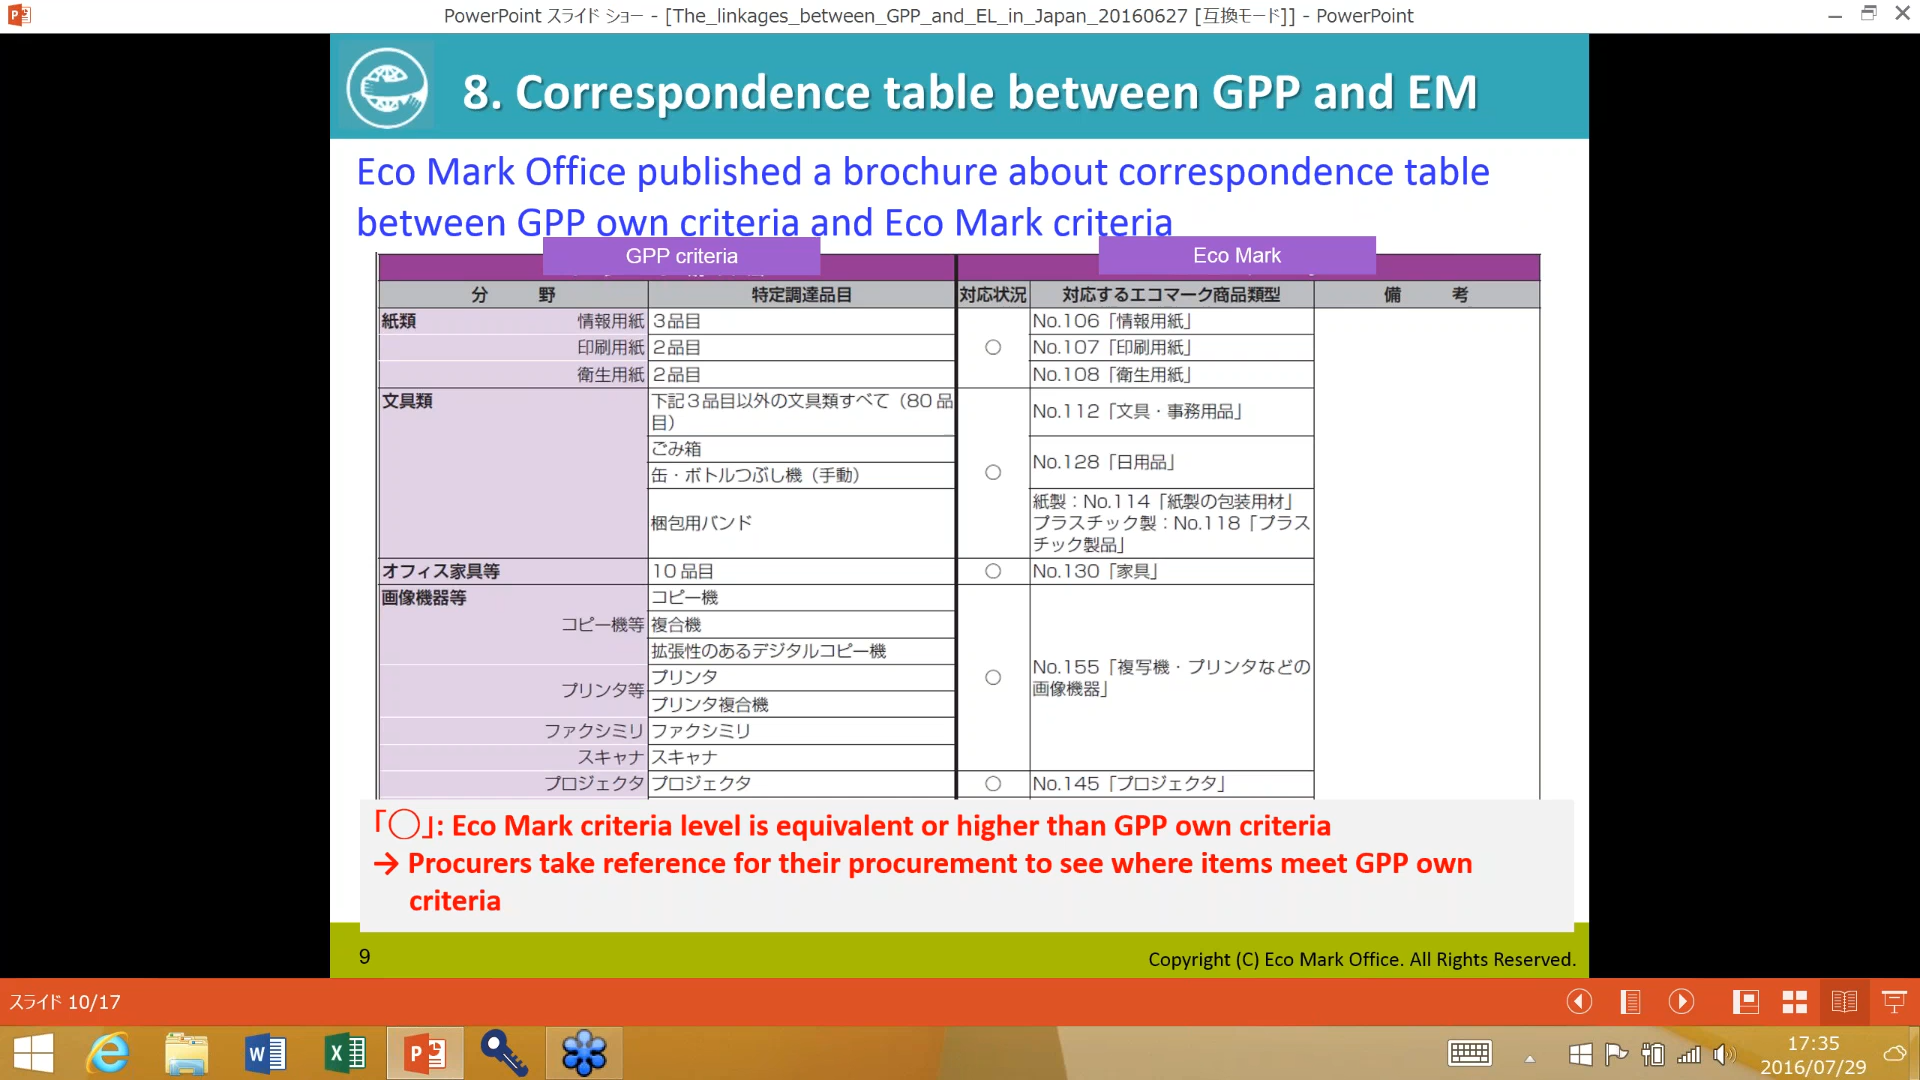 PowerPoint スライド ショー - [The_linkages_between_GPP_and_EL_in_Japan_20160627 [互換モード]] - PowerPoint
8. Correspondence table between GPP and EM
Eco Mark Office published a brochure about correspondence table
between GPP own criteria and Eco Mark criteria
GPP criteria
Eco Mark
分 野 特定調達品目 対応状況 対応するエコマーク商品類型 備 考
紙類 情報用紙 3品目 No.106「情報用紙」
印刷用紙 2品目 ○ No.107「印刷用紙」
衛生用紙 2品目 No.108「衛生用紙」
文具類 下記3品目以外の文具類すべて（80 品
目） No.112「文具・事務用品」
ごみ箱
缶・ボトルつぶし機（手動） ○ No.128「日用品」
梱包用バンド 紙製：No.114「紙製の包装用材」
プラスチック製：No.118「プラス
チック製品」
オフィス家具等 10 品目 ○ No.130「家具」
画像機器等 コピー機
コピー機等 複合機
拡張性のあるデジタルコピー機
プリンタ等 プリンタ ○ No.155「複写機・プリンタなどの
画像機器」
プリンタ複合機
ファクシミリ ファクシミリ
スキャナ スキャナ
プロジェクタ プロジェクタ ○ No.145「プロジェクタ」
「○」: Eco Mark criteria level is equivalent or higher than GPP own criteria
→ Procurers take reference for their procurement to see where items meet GPP own
criteria
9
Copyright (C) Eco Mark Office. All Rights Reserved.
スライド 10/17
17:35
2016/07/29